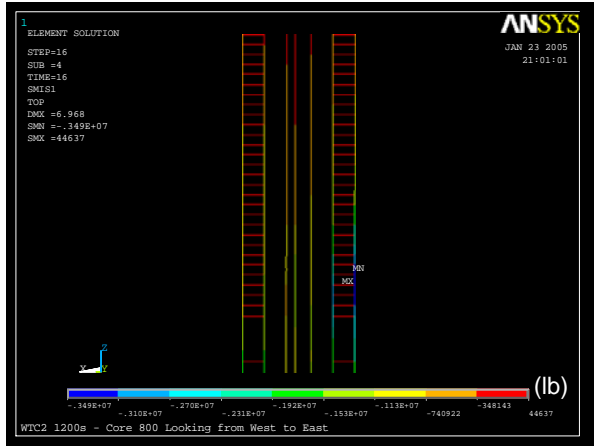 1
ANSYS
ELEMENT SOLUTION
JAN 23 2005
21:01:01
STEP=16
SUB =4
TIME=16
SMIS1
TOP
DMX =6.968
SMN =-.349E+07
SMX =44637
MN
MX
Z
X Y
(lb)
-.349E+07 -.270E+07 -.192E+07 -.113E+07 -348143
-.310E+07 -.231E+07 -.153E+07 -740922 44637
WTC2 1200s - Core 800 Looking from West to East